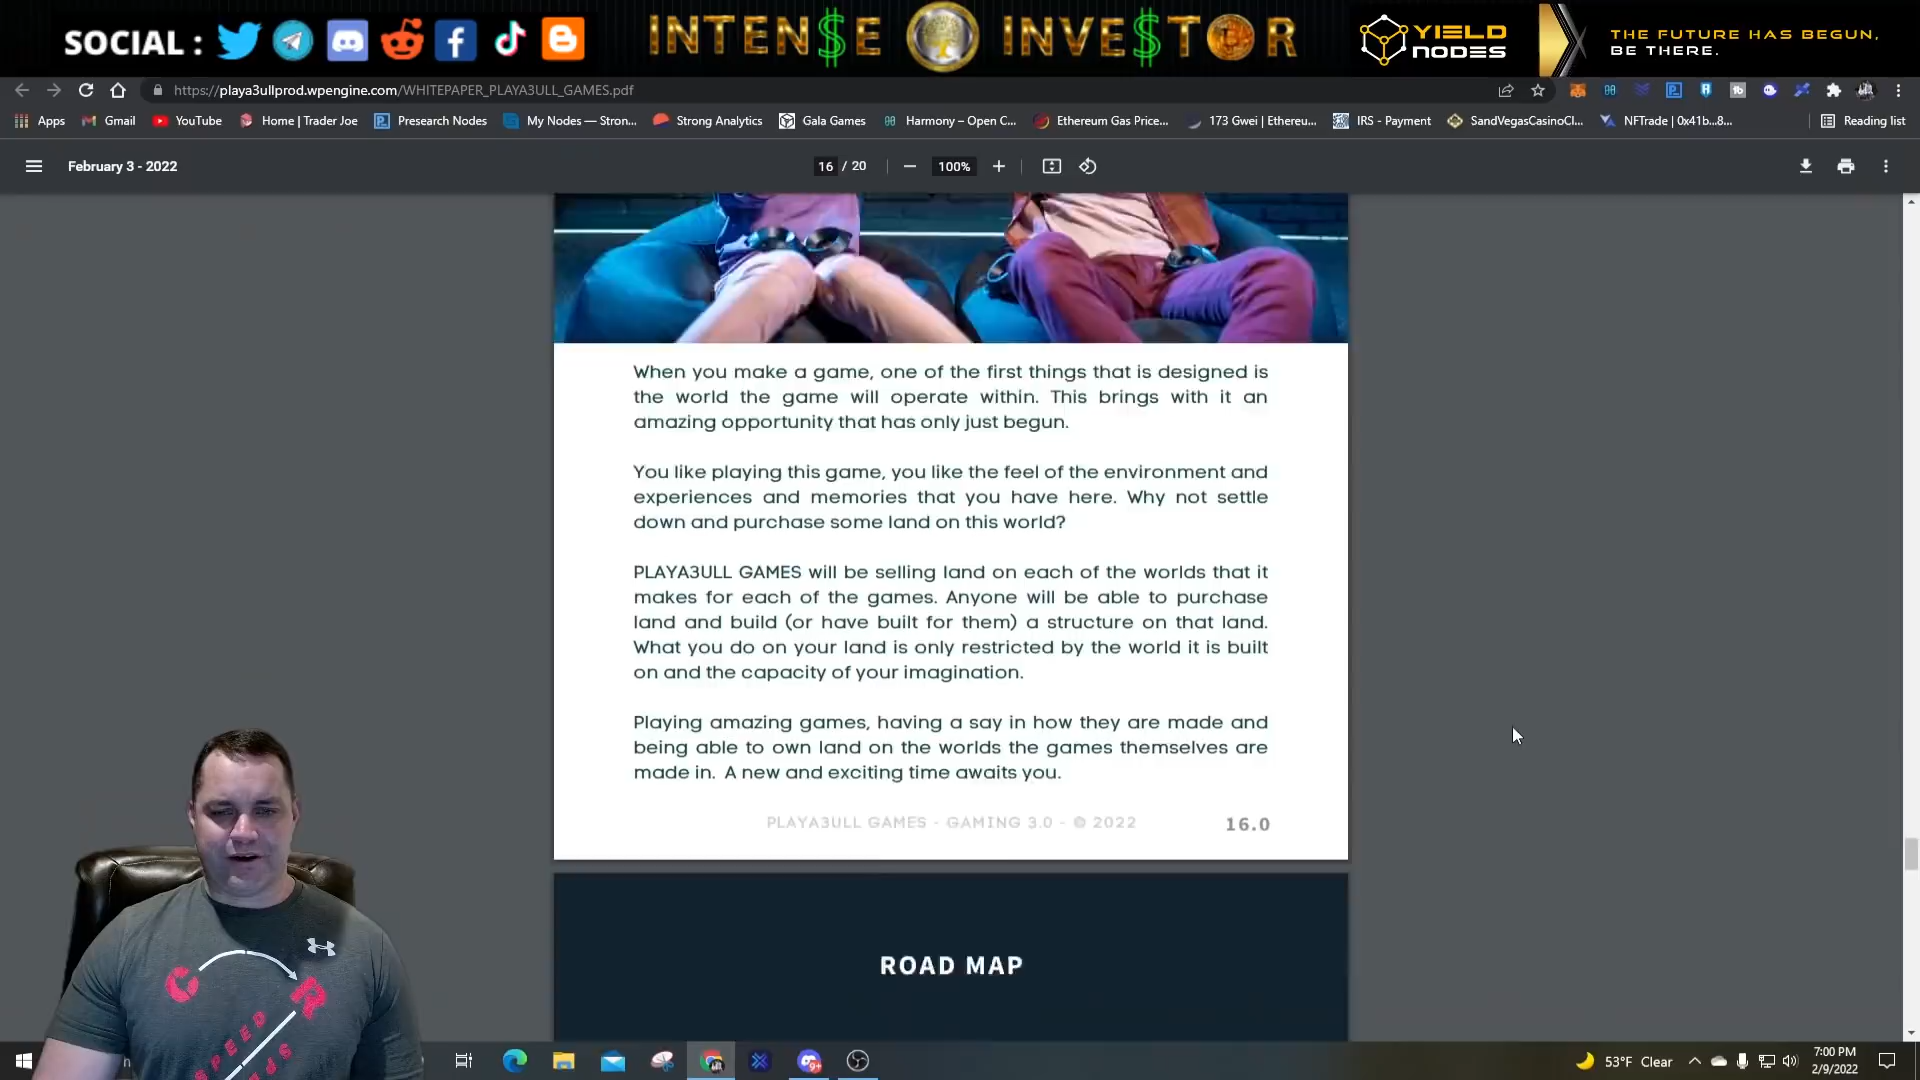 SOCIAL :
INTEN$E INVE$TOR
YIELD NODES
THE FUTURE HAS BEGUN,
BE THERE.
https://playa3ullprod.wpengine.com/WHITEPAPER_PLAYA3ULL_GAMES.pdf
Apps Gmail YouTube Home | Trader Joe Presearch Nodes My Nodes — Stron... Strong Analytics Gala Games Harmony – Open C... Ethereum Gas Price... 173 Gwei | Ethereu... IRS - Payment SandVegasCasinoCl... NFTrade | 0x41b...8... Reading list
February 3 - 2022 16 / 20 100%
When you make a game, one of the first things that is designed is
the world the game will operate within. This brings with it an
amazing opportunity that has only just begun.
You like playing this game, you like the feel of the environment and
experiences and memories that you have here. Why not settle
down and purchase some land on this world?
PLAYA3ULL GAMES will be selling land on each of the worlds that it
makes for each of the games. Anyone will be able to purchase
land and build (or have built for them) a structure on that land.
What you do on your land is only restricted by the world it is built
on and the capacity of your imagination.
Playing amazing games, having a say in how they are made and
being able to own land on the worlds the games themselves are
made in. A new and exciting time awaits you.
PLAYA3ULL GAMES - GAMING 3.0 - © 2022 16.0
ROAD MAP
C R
SPEED
53°F Clear 7:00 PM
2/9/2022